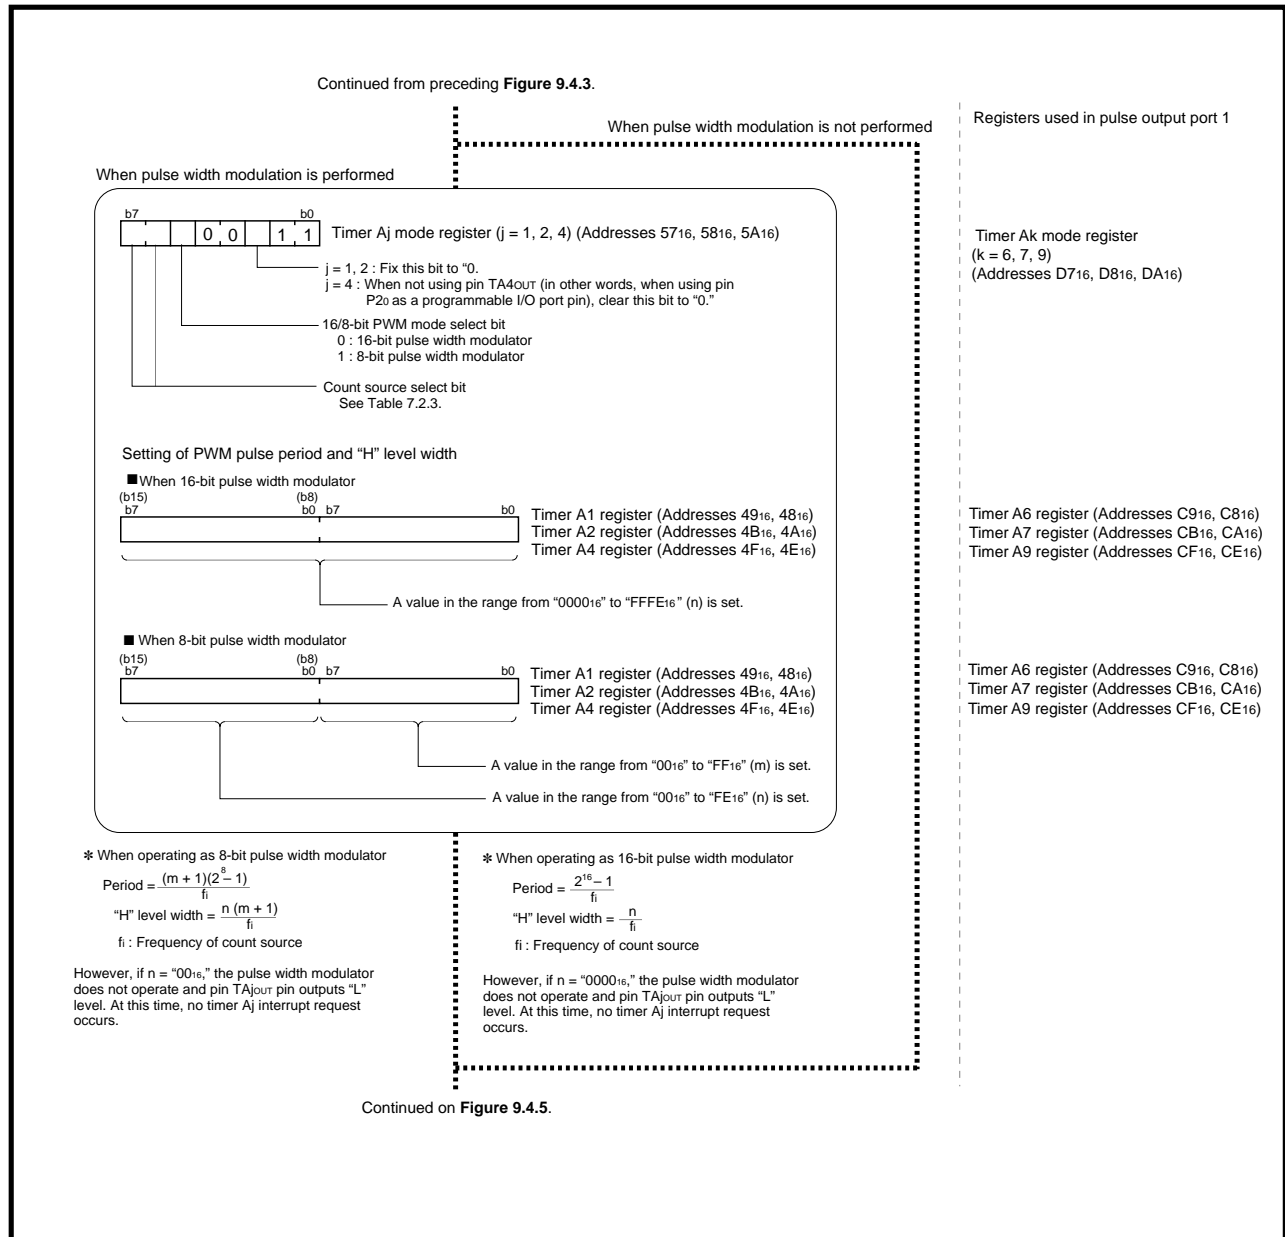 Continued from preceding Figure 9.4.3.
When pulse width modulation is not performed
Registers used in pulse output port 1
When pulse width modulation is performed
b7 b0
0 0 1 1
Timer Aj mode register (j = 1, 2, 4) (Addresses 5716, 5816, 5A16)
j = 1, 2 : Fix this bit to “0.
j = 4 : When not using pin TA4OUT (in other words, when using pin
P20 as a programmable I/O port pin), clear this bit to “0.”
16/8-bit PWM mode select bit
0 : 16-bit pulse width modulator
1 : 8-bit pulse width modulator
Count source select bit
See Table 7.2.3.
Timer Ak mode register
(k = 6, 7, 9)
(Addresses D716, D816, DA16)
Setting of PWM pulse period and “H” level width
■When 16-bit pulse width modulator
(b15) (b8)
b7 b0 b7 b0
Timer A1 register (Addresses 4916, 4816)
Timer A2 register (Addresses 4B16, 4A16)
Timer A4 register (Addresses 4F16, 4E16)
Timer A6 register (Addresses C916, C816)
Timer A7 register (Addresses CB16, CA16)
Timer A9 register (Addresses CF16, CE16)
A value in the range from “000016” to “FFFE16” (n) is set.
■ When 8-bit pulse width modulator
(b15) (b8)
b7 b0 b7 b0
Timer A1 register (Addresses 4916, 4816)
Timer A2 register (Addresses 4B16, 4A16)
Timer A4 register (Addresses 4F16, 4E16)
Timer A6 register (Addresses C916, C816)
Timer A7 register (Addresses CB16, CA16)
Timer A9 register (Addresses CF16, CE16)
A value in the range from “0016” to “FF16” (m) is set.
A value in the range from “0016” to “FE16” (n) is set.
✽ When operating as 8-bit pulse width modulator
Period = (m + 1)(2^8 – 1) / fi
“H” level width = n (m + 1) / fi
fi : Frequency of count source
However, if n = “0016,” the pulse width modulator
does not operate and pin TAjOUT pin outputs “L”
level. At this time, no timer Aj interrupt request
occurs.
✽ When operating as 16-bit pulse width modulator
Period = 2^16 – 1 / fi
“H” level width = n / fi
fi : Frequency of count source
However, if n = “000016,” the pulse width modulator
does not operate and pin TAjOUT pin outputs “L”
level. At this time, no timer Aj interrupt request
occurs.
Continued on Figure 9.4.5.